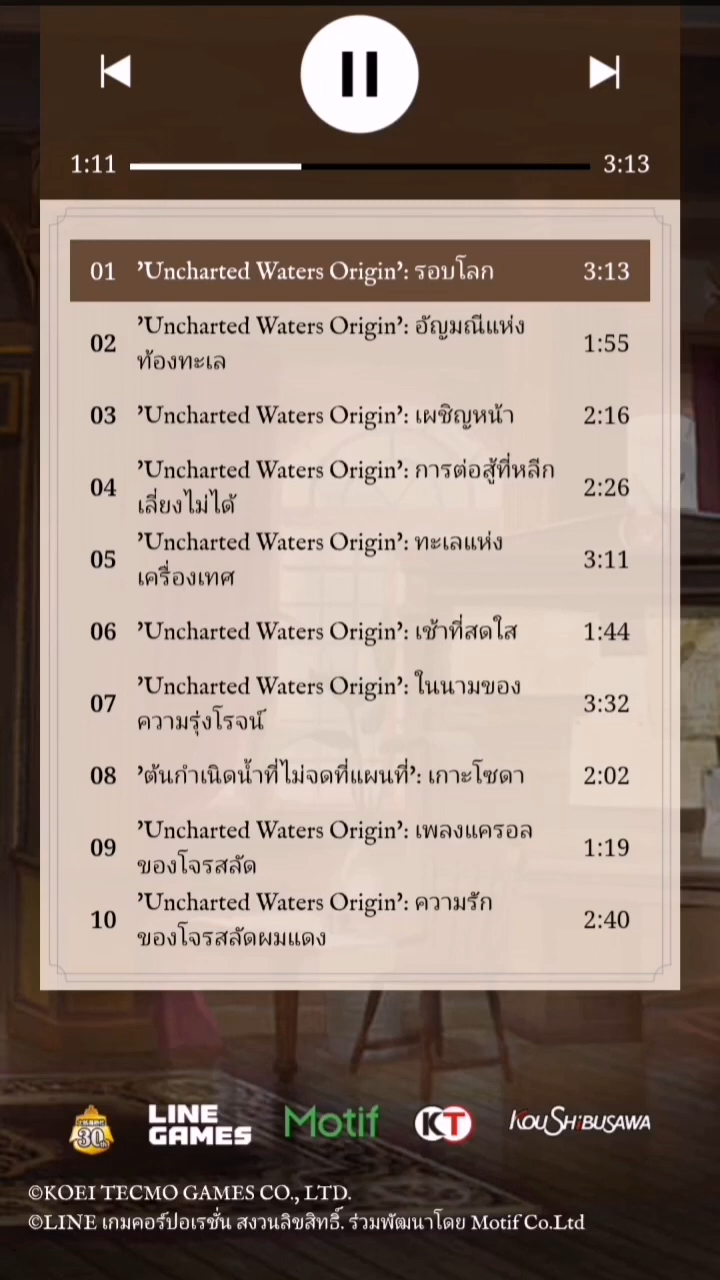 1:11 3:13
01 'Uncharted Waters Origin': รอบโลก 3:13
'Uncharted Waters Origin': อัญมณีแห่ง
02 ท้องทะเล 1:55
03 'Uncharted Waters Origin': เผชิญหน้า 2:16
'Uncharted Waters Origin': การต่อสู้ที่หลีก
04 เลี่ยงไม่ได้ 2:26
'Uncharted Waters Origin': ทะเลแห่ง
05 เครื่องเทศ 3:11
06 'Uncharted Waters Origin': เช้าที่สดใส 1:44
'Uncharted Waters Origin': ในนามของ
07 ความรุ่งโรจน์ 3:32
08 'ต้นกำเนิดน้ำที่ไม่จดที่แผนที่': เกาะโซดา 2:02
'Uncharted Waters Origin': เพลงแครอล
09 ของโจรสลัด 1:19
'Uncharted Waters Origin': ความรัก
10 ของโจรสลัดผมแดง 2:40
30th LINE GAMES Motif KT KOU SHIBUSAWA
©KOEI TECMO GAMES CO., LTD.
©LINE เกมคอร์ปอเรชั่น สงวนลิขสิทธิ์. ร่วมพัฒนาโดย Motif Co.Ltd